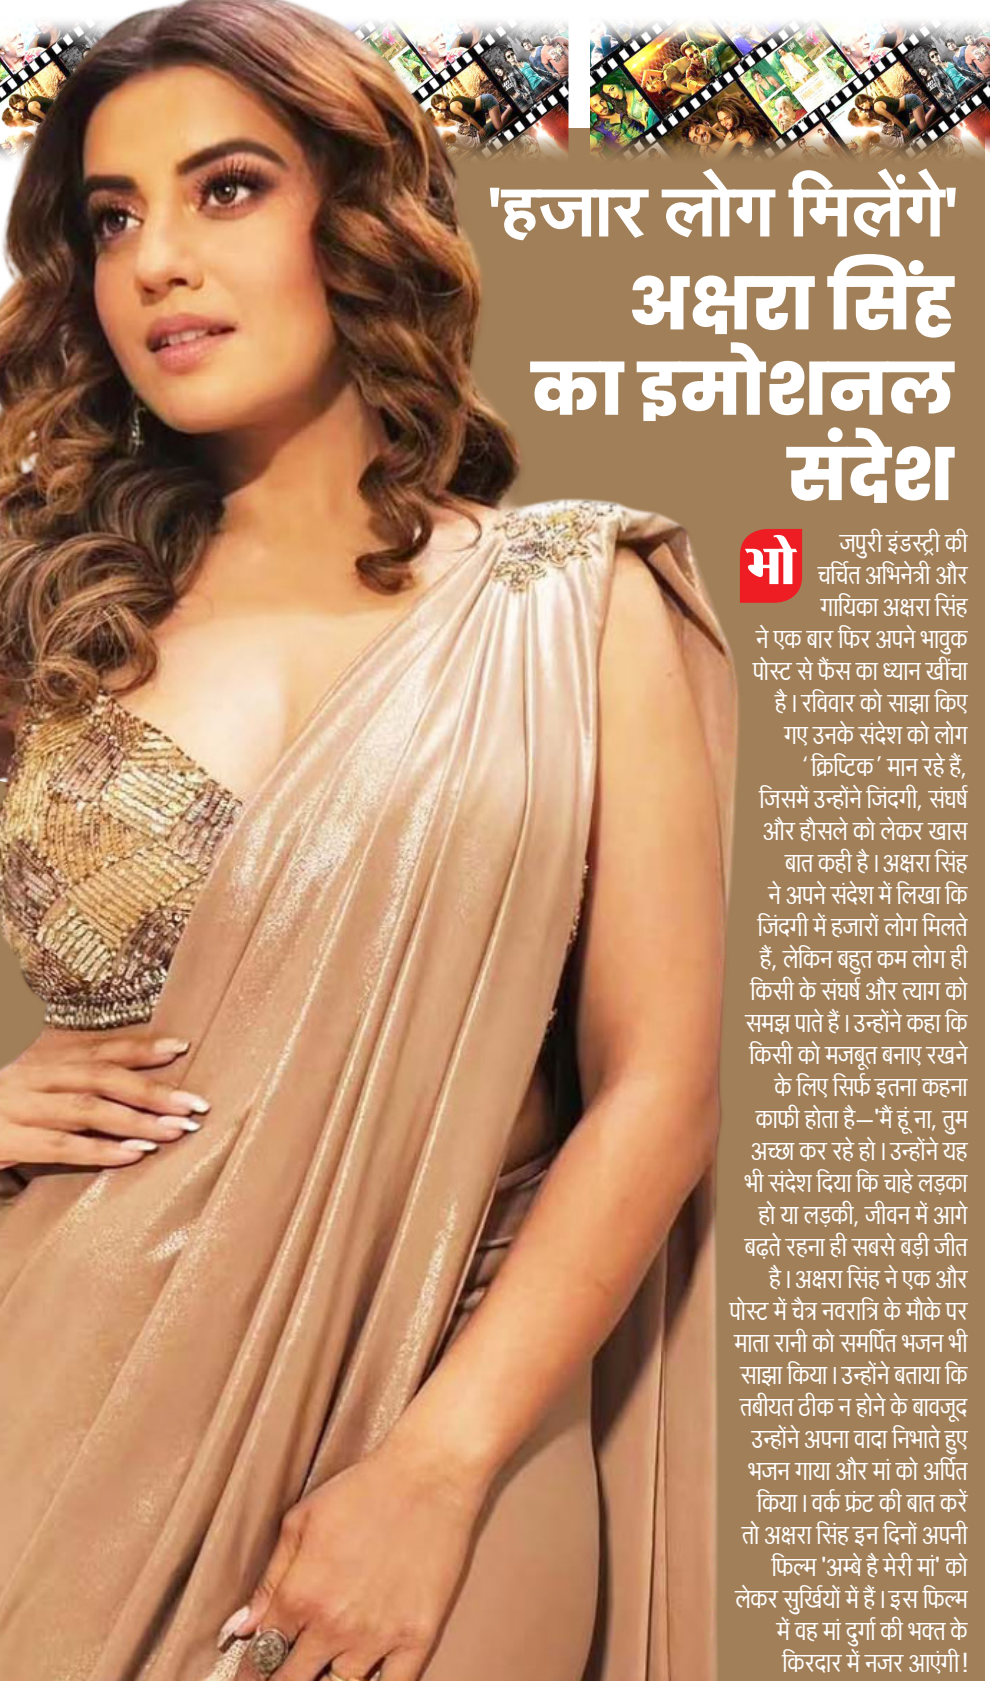 'हजार लोग मिलेंगे'
अक्षरा सिंह
का इमोशनल
संदेश
भोजपुरी इंडस्ट्री की
चर्चित अभिनेत्री और
गायिका अक्षरा सिंह
ने एक बार फिर अपने भावुक
पोस्ट से फैंस का ध्यान खींचा
है। रविवार को साझा किए
गए उनके संदेश को लोग
‘क्रिप्टिक’ मान रहे हैं,
जिसमें उन्होंने जिंदगी, संघर्ष
और हौसले को लेकर खास
बात कही है। अक्षरा सिंह
ने अपने संदेश में लिखा कि
जिंदगी में हजारों लोग मिलते
हैं, लेकिन बहुत कम लोग ही
किसी के संघर्ष और त्याग को
समझ पाते हैं। उन्होंने कहा कि
किसी को मजबूत बनाए रखने
के लिए सिर्फ इतना कहना
काफी होता है—'मैं हूं ना, तुम
अच्छा कर रहे हो। उन्होंने यह
भी संदेश दिया कि चाहे लड़का
हो या लड़की, जीवन में आगे
बढ़ते रहना ही सबसे बड़ी जीत
है। अक्षरा सिंह ने एक और
पोस्ट में चैत्र नवरात्रि के मौके पर
माता रानी को समर्पित भजन भी
साझा किया। उन्होंने बताया कि
तबीयत ठीक न होने के बावजूद
उन्होंने अपना वादा निभाते हुए
भजन गाया और मां को अर्पित
किया। वर्क फ्रंट की बात करें
तो अक्षरा सिंह इन दिनों अपनी
फिल्म 'अम्बे है मेरी मां' को
लेकर सुर्खियों में हैं। इस फिल्म
में वह मां दुर्गा की भक्त के
किरदार में नजर आएंगी!